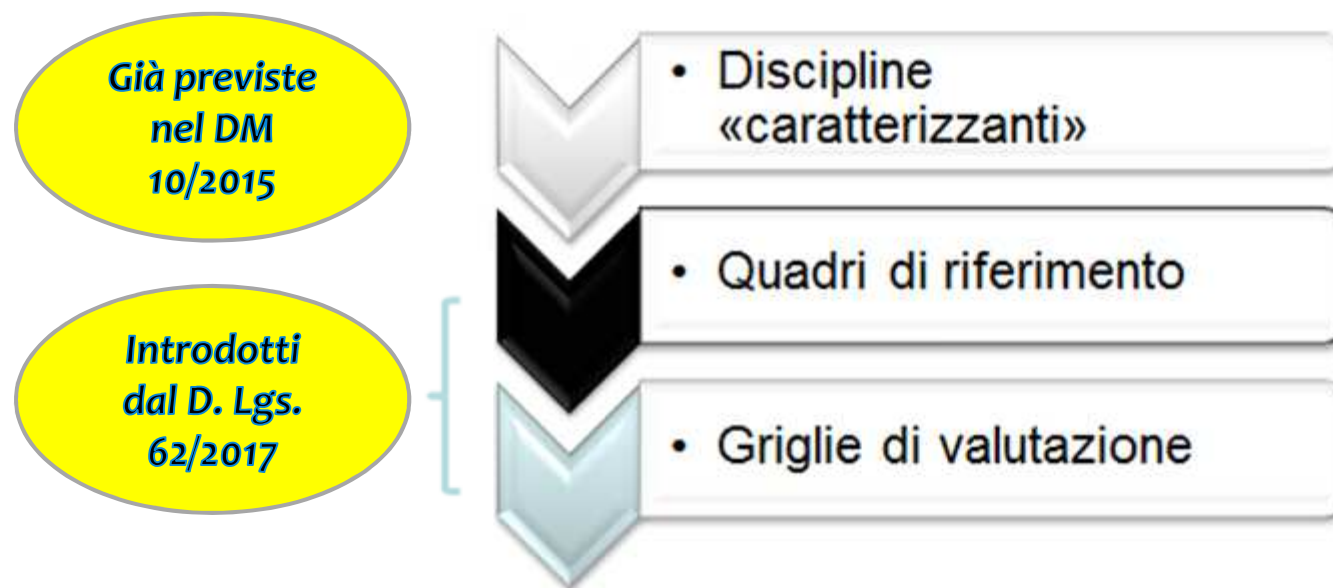 Già previste
nel DM
10/2015
• Discipline
«caratterizzanti»
• Quadri di riferimento
Introdotti
dal D. Lgs.
62/2017
• Griglie di valutazione